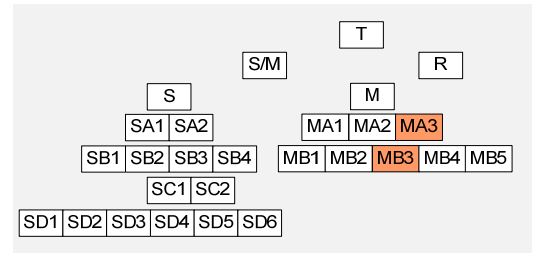 T
S/M R
S M
SA1 SA2 MA1 MA2 MA3
SB1 SB2 SB3 SB4 MB1 MB2 MB3 MB4 MB5
SC1 SC2
SD1 SD2 SD3 SD4 SD5 SD6